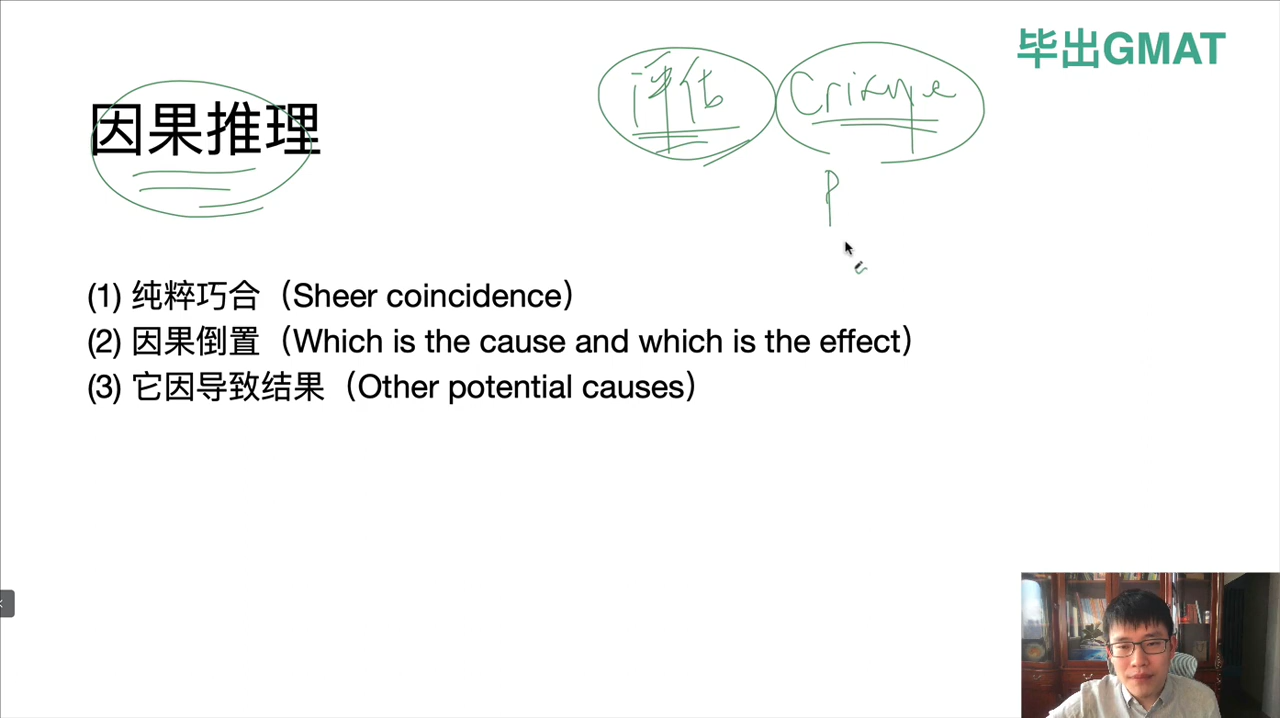 毕出GMAT
评估 Critique
P
因果推理
(1) 纯粹巧合（Sheer coincidence）
(2) 因果倒置（Which is the cause and which is the effect）
(3) 它因导致结果（Other potential causes）